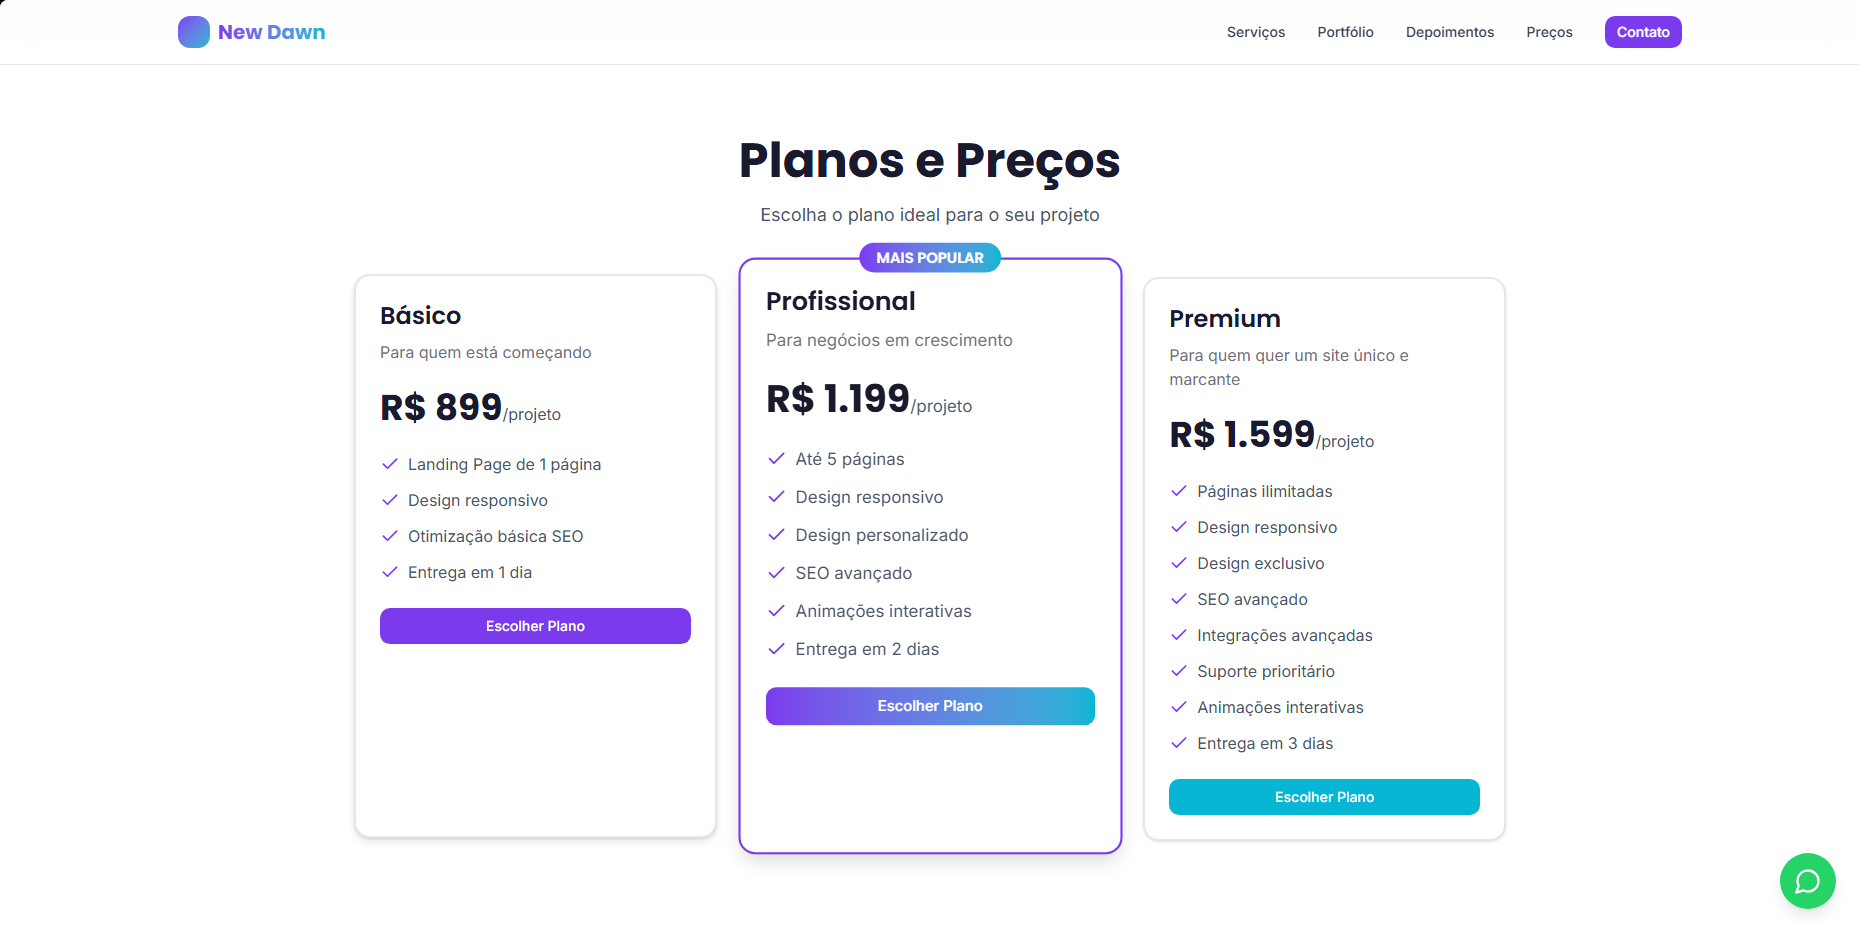 New Dawn
Serviços
Portfólio
Depoimentos
Preços
Contato
Planos e Preços
Escolha o plano ideal para o seu projeto
Básico
Para quem está começando
R$ 899/projeto
Landing Page de 1 página
Design responsivo
Otimização básica SEO
Entrega em 1 dia
Escolher Plano
MAIS POPULAR
Profissional
Para negócios em crescimento
R$ 1.199/projeto
Até 5 páginas
Design responsivo
Design personalizado
SEO avançado
Animações interativas
Entrega em 2 dias
Escolher Plano
Premium
Para quem quer um site único e
marcante
R$ 1.599/projeto
Páginas ilimitadas
Design responsivo
Design exclusivo
SEO avançado
Integrações avançadas
Suporte prioritário
Animações interativas
Entrega em 3 dias
Escolher Plano